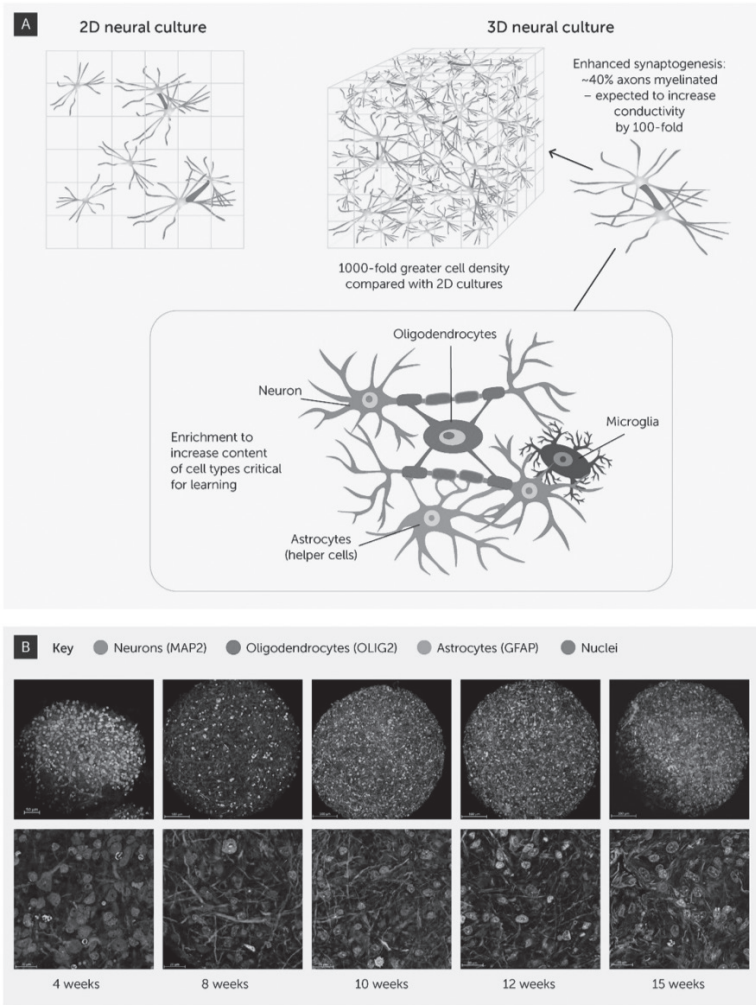 A
2D neural culture
3D neural culture
Enhanced synaptogenesis:
~40% axons myelinated
– expected to increase
conductivity
by 100-fold
1000-fold greater cell density
compared with 2D cultures
Oligodendrocytes
Neuron
Microglia
Enrichment to
increase content
of cell types critical
for learning
Astrocytes
(helper cells)
B Key Neurons (MAP2) Oligodendrocytes (OLIG2) Astrocytes (GFAP) Nuclei
4 weeks 8 weeks 10 weeks 12 weeks 15 weeks